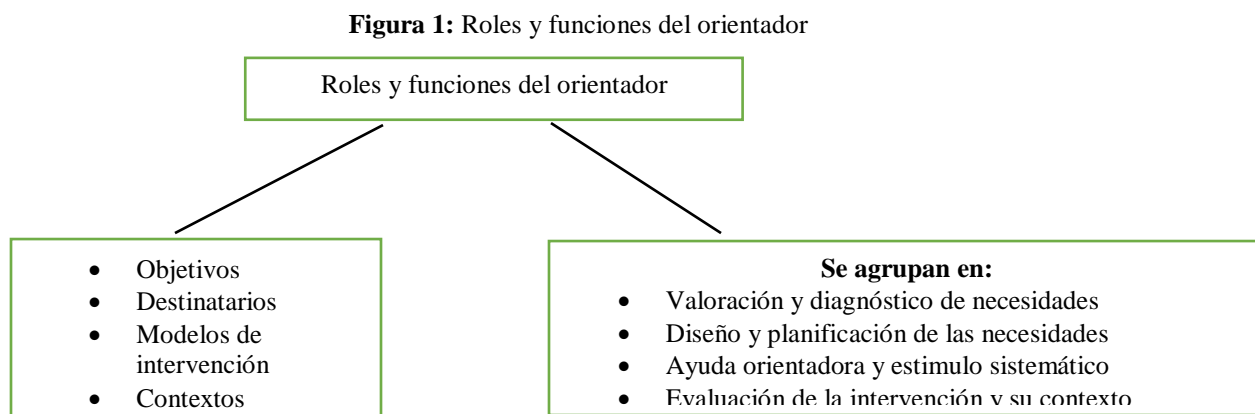 Figura 1: Roles y funciones del orientador
Roles y funciones del orientador
• Objetivos
• Destinatarios
• Modelos de
intervención
• Contextos
Se agrupan en:
• Valoración y diagnóstico de necesidades
• Diseño y planificación de las necesidades
• Ayuda orientadora y estimulo sistemático
• Evaluación de la intervención y su contexto